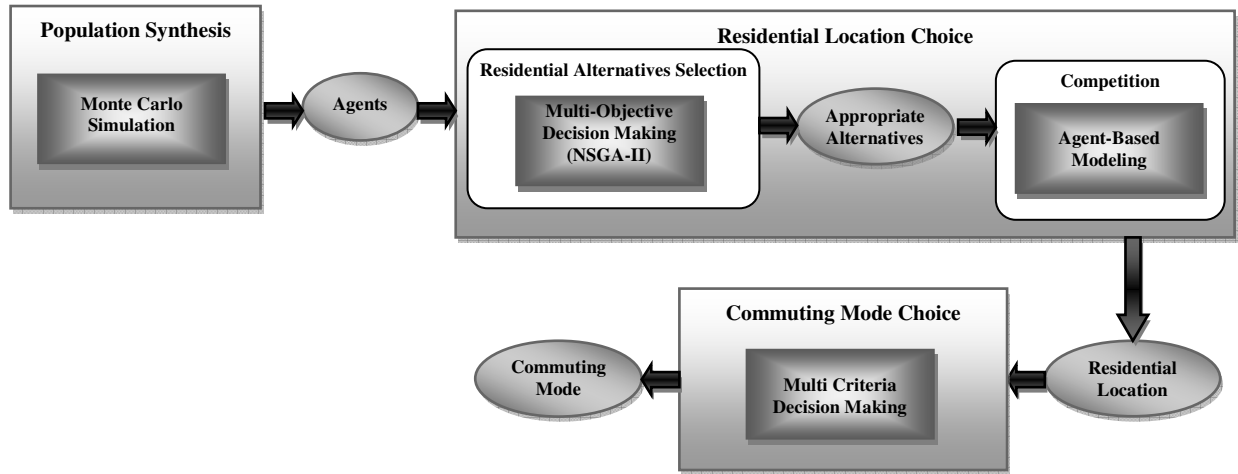 Population Synthesis
Monte Carlo
Simulation
Agents
Residential Location Choice
Residential Alternatives Selection
Multi-Objective
Decision Making
(NSGA-II)
Appropriate
Alternatives
Competition
Agent-Based
Modeling
Commuting Mode Choice
Commuting
Mode
Multi Criteria
Decision Making
Residential
Location